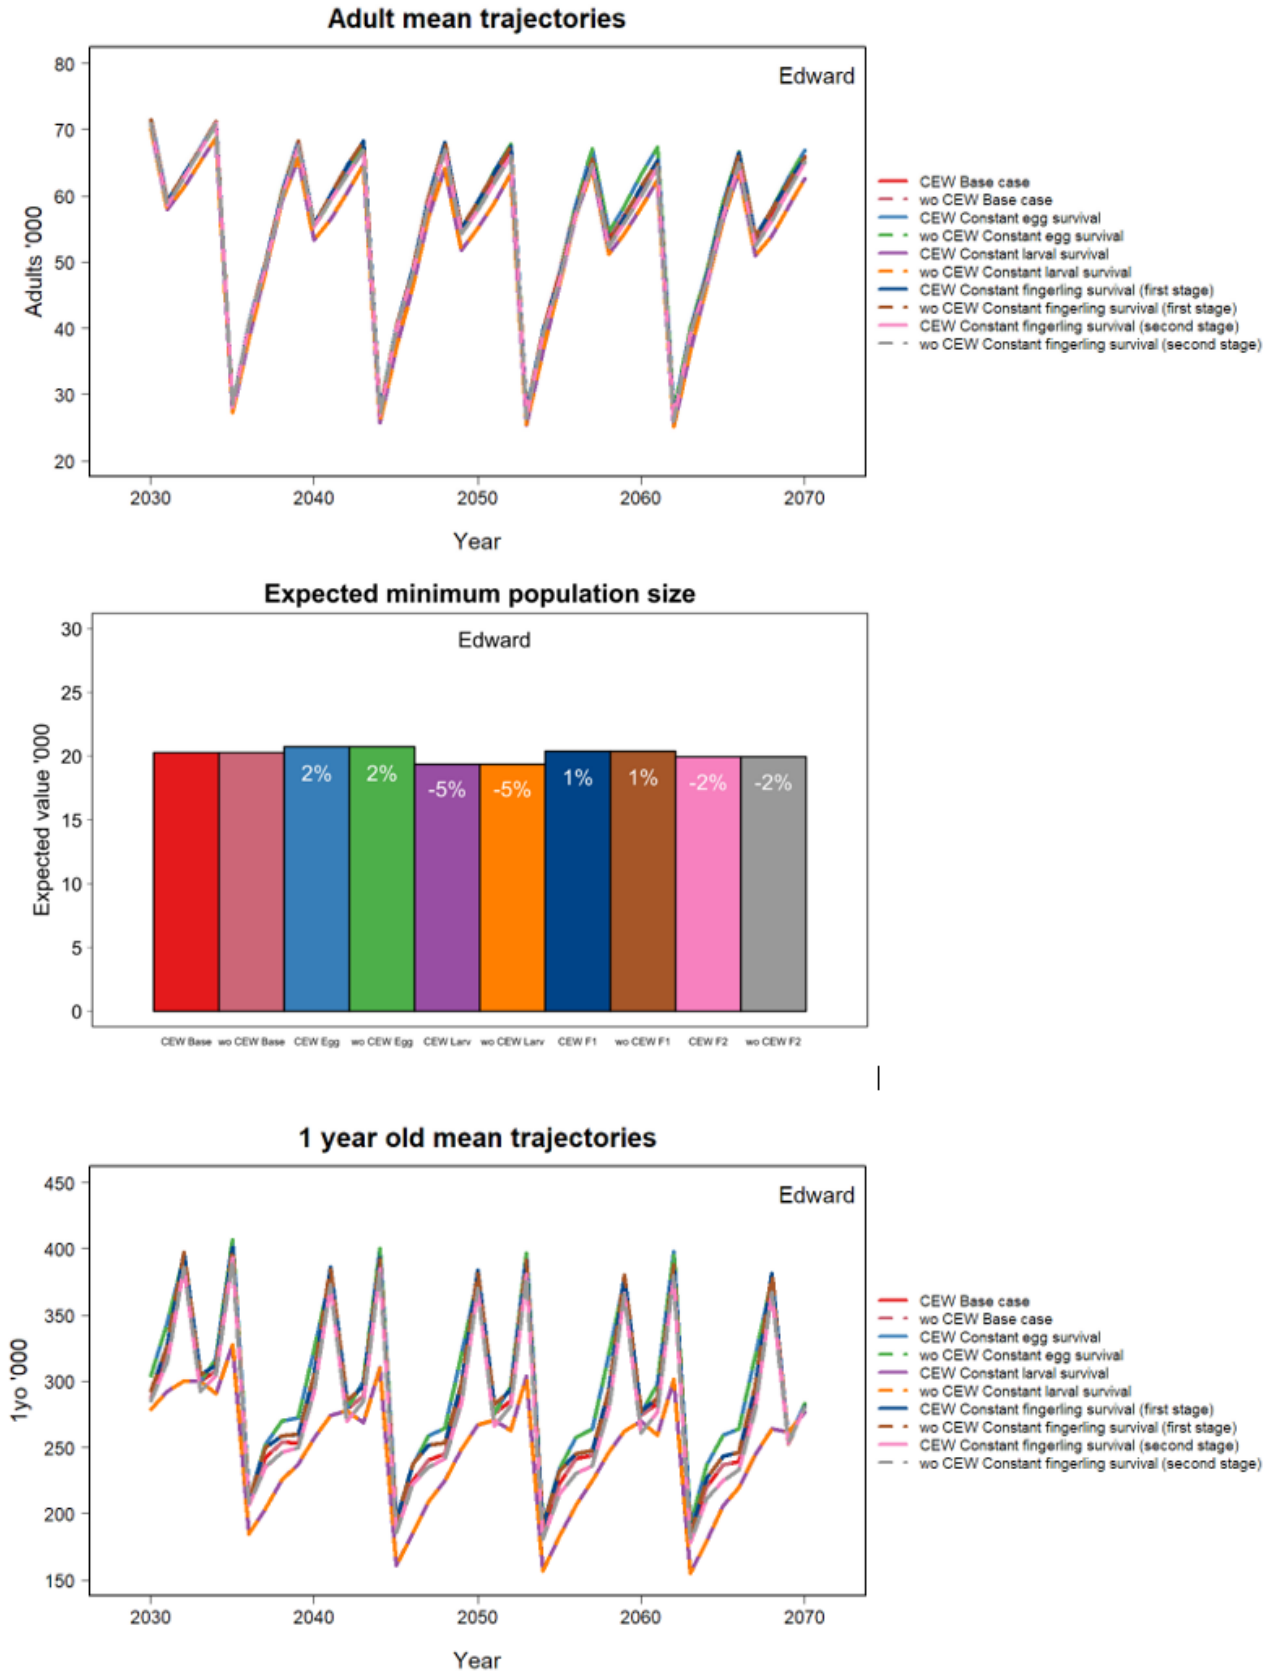 Adult mean trajectories
Edward
80
70
60
50
40
30
20
Adults '000
2030 2040 2050 2060 2070
Year
CEW Base case
wo CEW Base case
CEW Constant egg survival
wo CEW Constant egg survival
CEW Constant larval survival
wo CEW Constant larval survival
CEW Constant fingerling survival (first stage)
wo CEW Constant fingerling survival (first stage)
CEW Constant fingerling survival (second stage)
wo CEW Constant fingerling survival (second stage)
Expected minimum population size
Edward
30
25
20
15
10
5
0
Expected value '000
2% 2% -5% -5% 1% 1% -2% -2%
CEW Base wo CEW Base CEW Egg wo CEW Egg CEW Larv wo CEW Larv CEW F1 wo CEW F1 CEW F2 wo CEW F2
1 year old mean trajectories
Edward
450
400
350
300
250
200
150
1yo '000
2030 2040 2050 2060 2070
Year
CEW Base case
wo CEW Base case
CEW Constant egg survival
wo CEW Constant egg survival
CEW Constant larval survival
wo CEW Constant larval survival
CEW Constant fingerling survival (first stage)
wo CEW Constant fingerling survival (first stage)
CEW Constant fingerling survival (second stage)
wo CEW Constant fingerling survival (second stage)